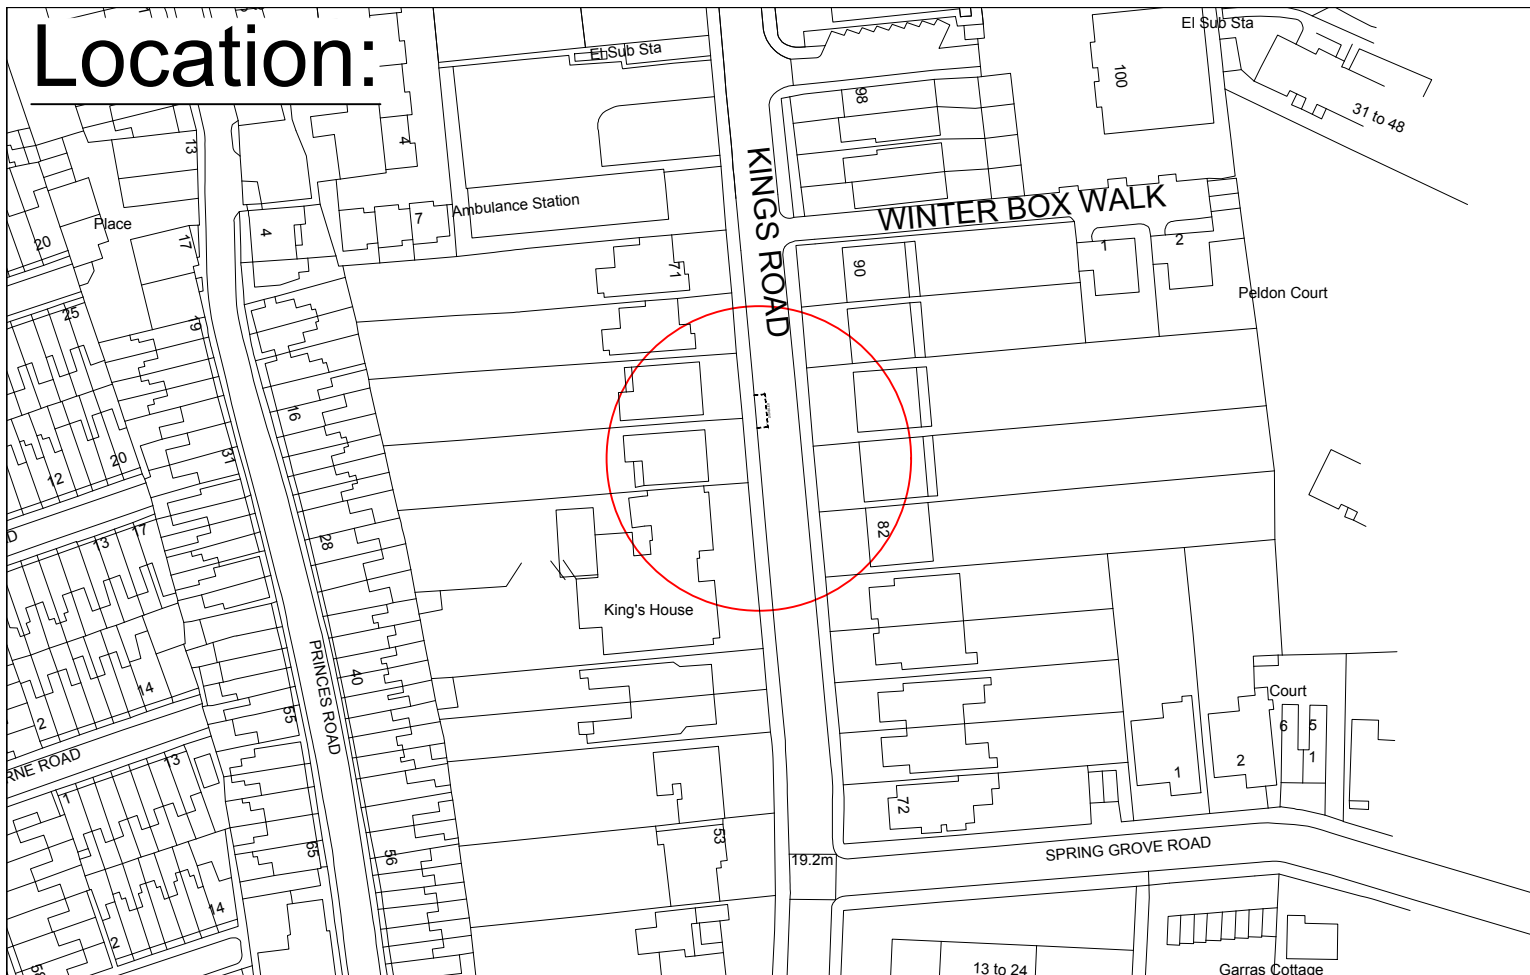 Location:
El Sub Sta
El Sub Sta
100
98
31 to 48
13
4
KINGS ROAD
WINTER BOX WALK
Ambulance Station
7
Place
20
17
4
71
90
1
2
Peldon Court
25
19
16
20
12
31
82
13
17
28
King's House
PRINCES ROAD
40
14
2
55
Court
6
5
1
1
2
RNE ROAD
13
1
72
53
65
56
19.2m
SPRING GROVE ROAD
14
2
13 to 24
Garras Cottage